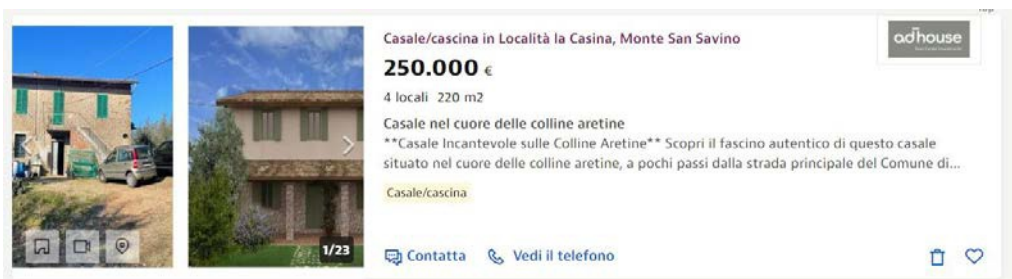 Casale/cascina in Località la Casina, Monte San Savino
adhouse
250.000 €
4 locali 220 m2
Casale nel cuore delle colline aretine
**Casale Incantevole sulle Colline Aretine** Scopri il fascino autentico di questo casale
situato nel cuore delle colline aretine, a pochi passi dalla strada principale del Comune di...
Casale/cascina
1/23
Contatta
Vedi il telefono